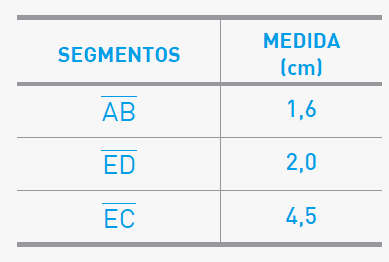 SEGMENTOS MEDIDA
(cm)
AB 1,6
ED 2,0
EC 4,5